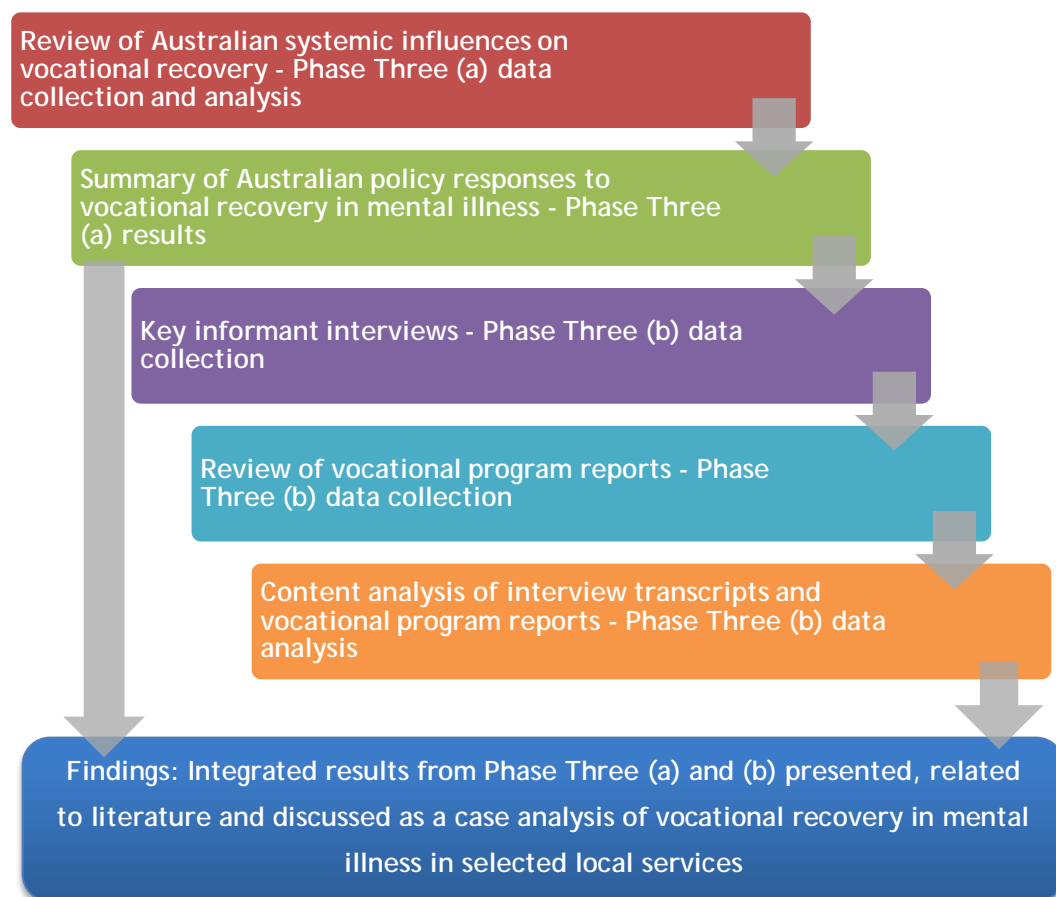 Review of Australian systemic influences on
vocational recovery - Phase Three (a) data
collection and analysis
Summary of Australian policy responses to
vocational recovery in mental illness - Phase Three
(a) results
Key informant interviews - Phase Three (b) data
collection
Review of vocational program reports - Phase
Three (b) data collection
Content analysis of interview transcripts and
vocational program reports - Phase Three (b) data
analysis
Findings: Integrated results from Phase Three (a) and (b) presented, related
to literature and discussed as a case analysis of vocational recovery in mental
illness in selected local services